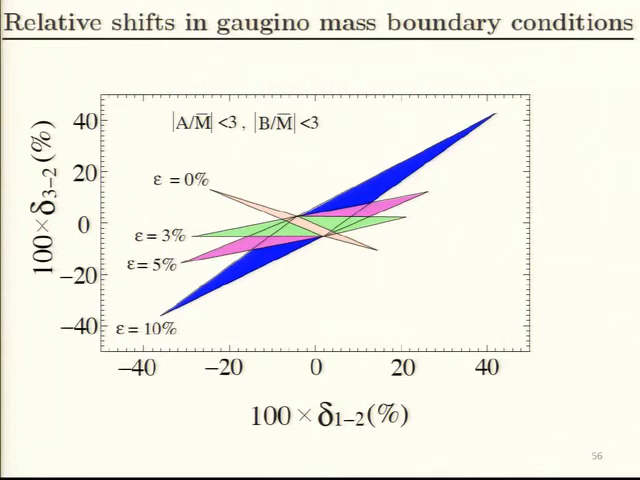 Relative shifts in gaugino mass boundary conditions
|A/M̅| <3 , |B/M̅| <3
40
20
0
−20
−40
ε = 0%
ε = 3%
ε = 5%
ε = 10%
100×δ3−2(%)
−40 −20 0 20 40
100 × δ1−2(%)
56